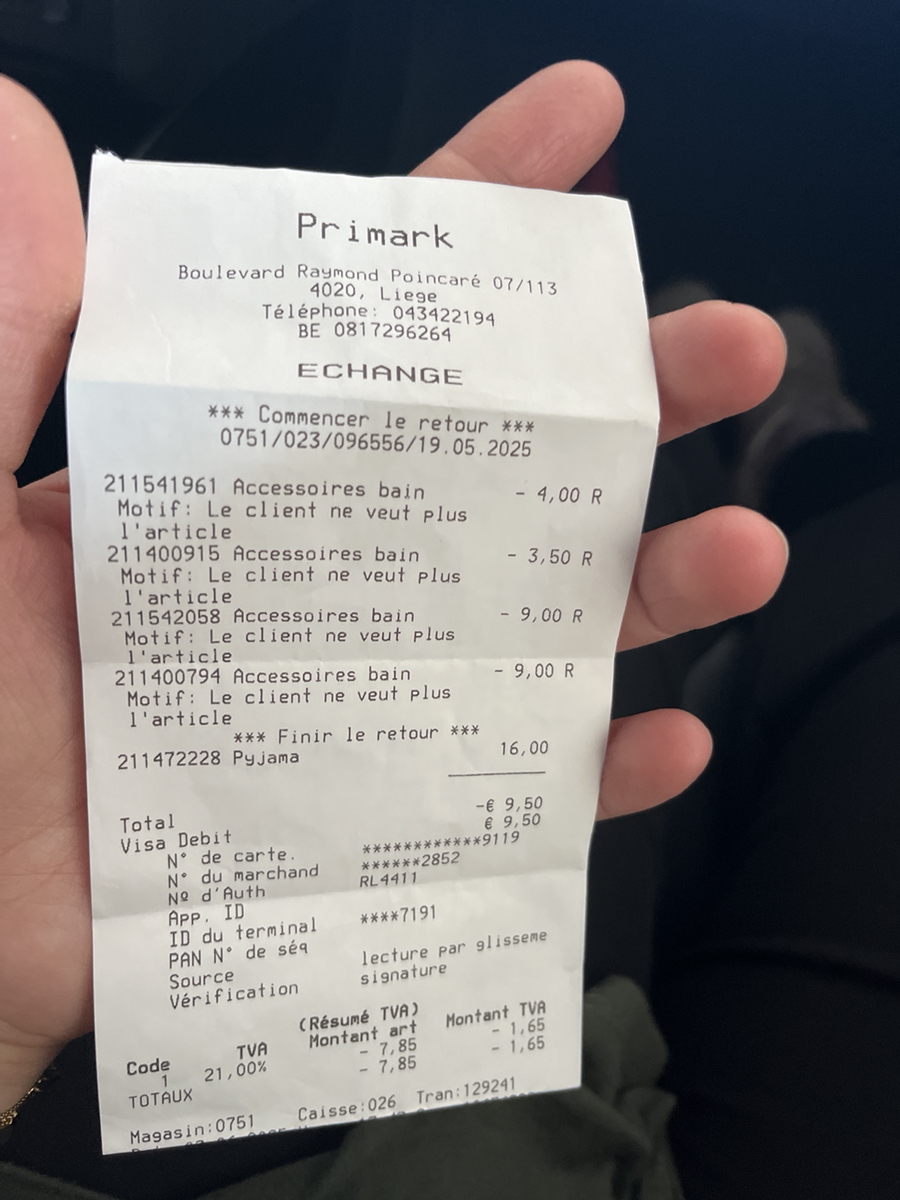 Primark
Boulevard Raymond Poincaré 07/113
4020, Liege
Téléphone: 043422194
BE 0817296264
ECHANGE
*** Commencer le retour ***
0751/023/096556/19.05.2025
211541961 Accessoires bain - 4,00 R
Motif: Le client ne veut plus
l'article
211400915 Accessoires bain - 3,50 R
Motif: Le client ne veut plus
l'article
211542058 Accessoires bain - 9,00 R
Motif: Le client ne veut plus
l'article
211400794 Accessoires bain - 9,00 R
Motif: Le client ne veut plus
l'article
*** Finir le retour ***
211472228 Pyjama 16,00
Total -€ 9,50
Visa Debit € 9,50
N° de carte. ************9119
N° du marchand ******2852
Nº d'Auth RL4411
App. ID
ID du terminal ****7191
PAN N° de séq
Source lecture par glisseme
Vérification signature
(Résumé TVA)
Code TVA Montant art Montant TVA
1 21,00% - 7,85 - 1,65
TOTAUX - 7,85 - 1,65
Magasin:0751 Caisse:026 Tran:129241